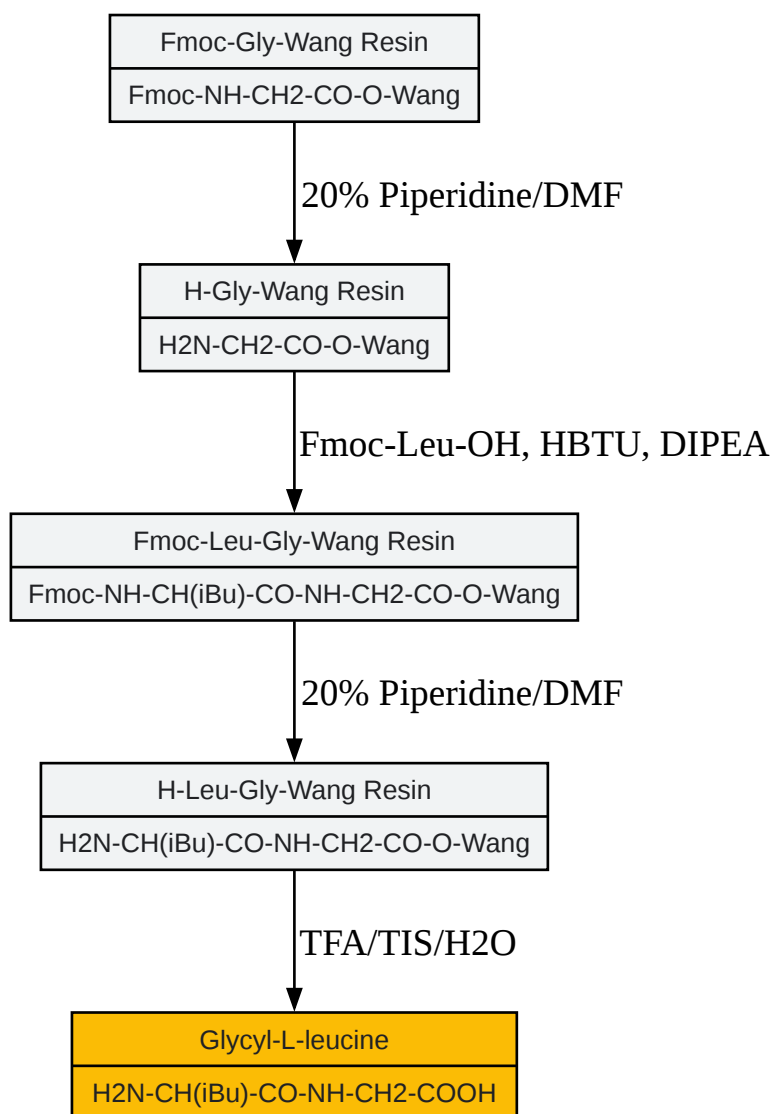 Fmoc-Gly-Wang Resin
Fmoc-NH-CH2-CO-O-Wang
20% Piperidine/DMF
H-Gly-Wang Resin
H2N-CH2-CO-O-Wang
Fmoc-Leu-OH, HBTU, DIPEA
Fmoc-Leu-Gly-Wang Resin
Fmoc-NH-CH(iBu)-CO-NH-CH2-CO-O-Wang
20% Piperidine/DMF
H-Leu-Gly-Wang Resin
H2N-CH(iBu)-CO-NH-CH2-CO-O-Wang
TFA/TIS/H2O
Glycyl-L-leucine
H2N-CH(iBu)-CO-NH-CH2-COOH